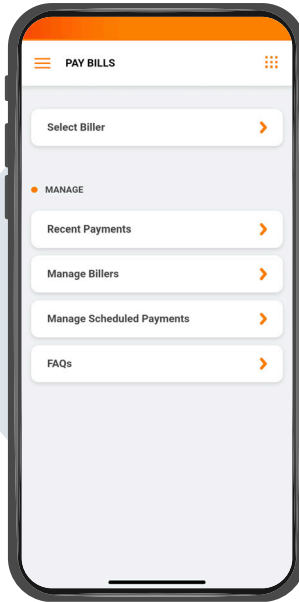 PAY BILLS
Select Biller
MANAGE
Recent Payments
Manage Billers
Manage Scheduled Payments
FAQs